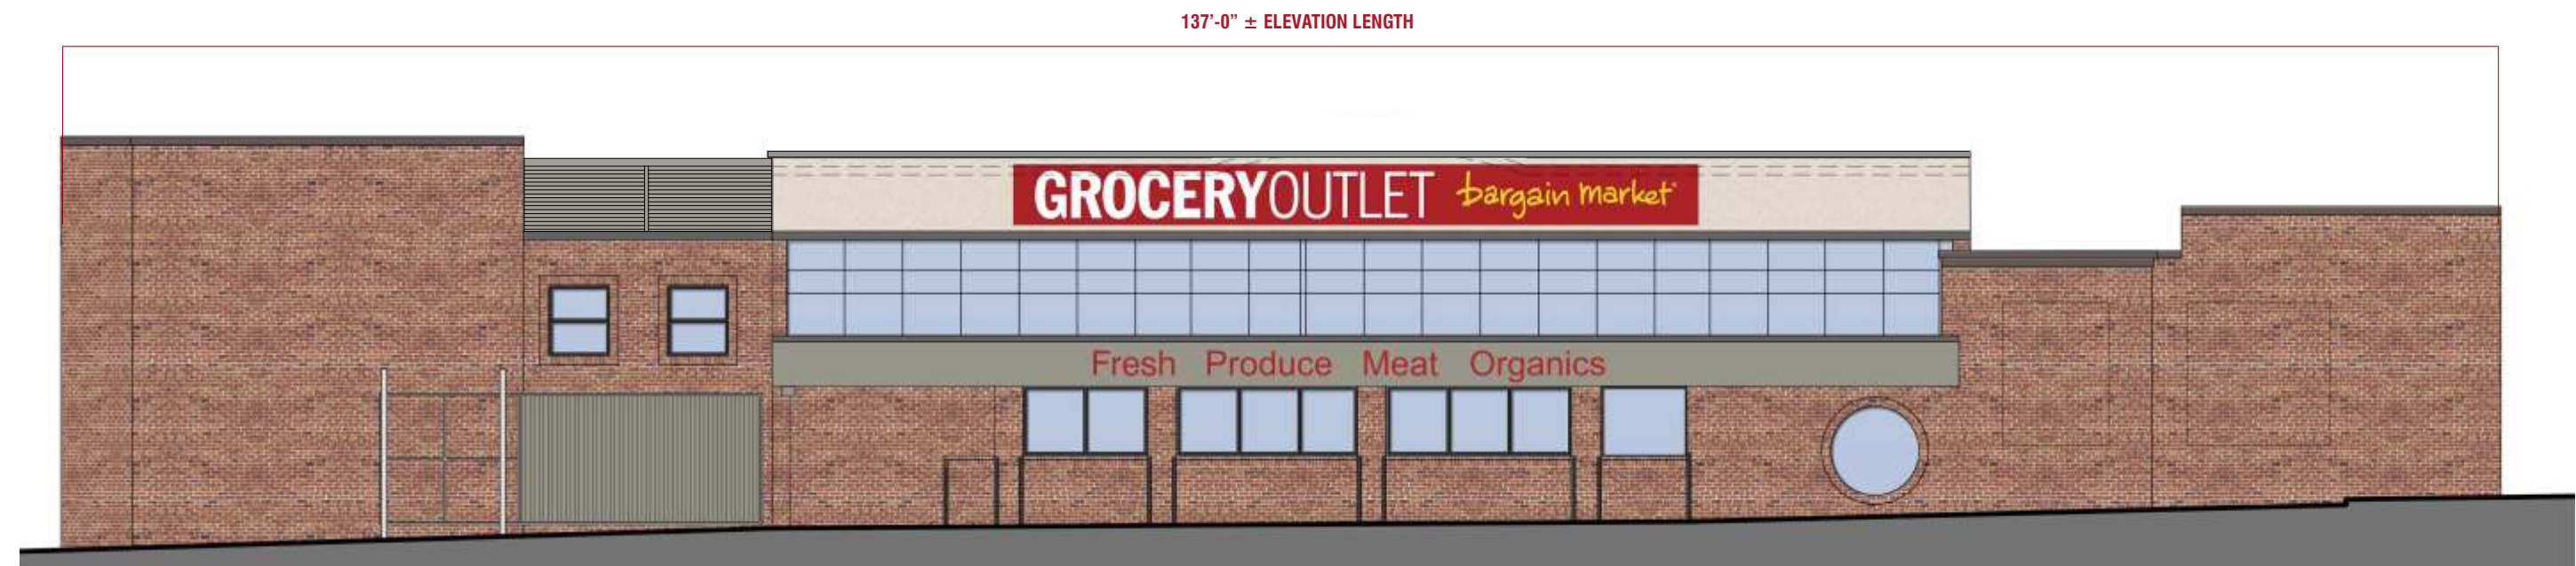 137’-0” ± ELEVATION LENGTH
GROCERYOUTLET bargain market
Fresh Produce Meat Organics